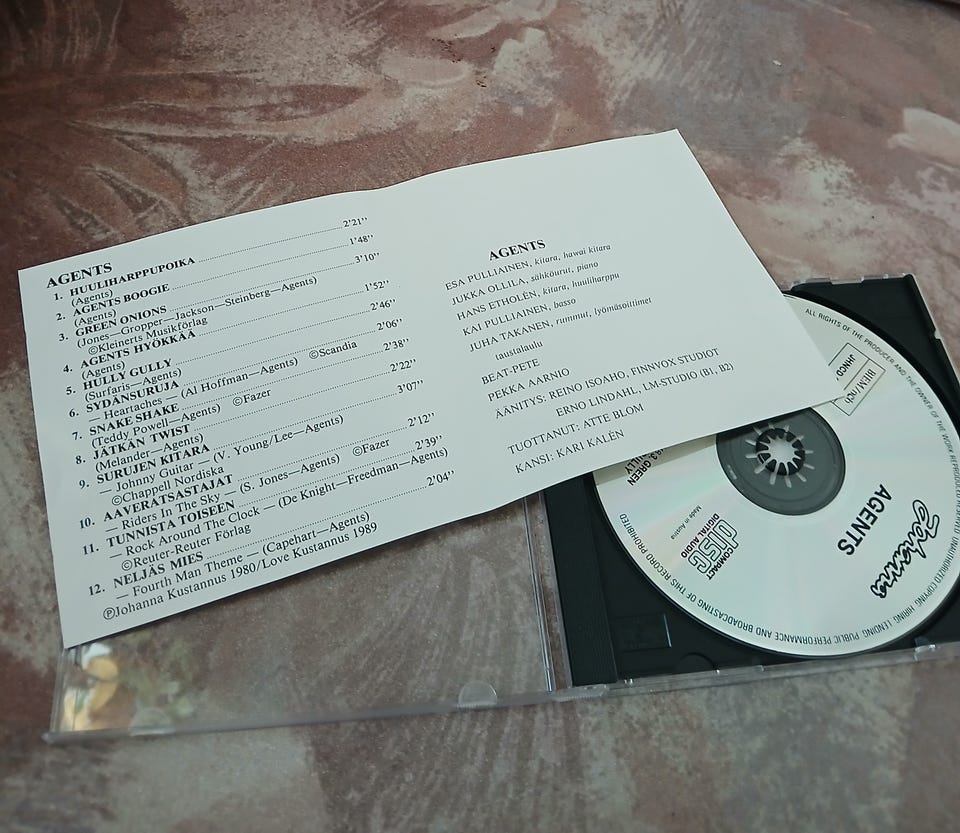 AGENTS
1. HUULIHARPPUPOIKA 2'21''
(Agents)
2. AGENTS BOOGIE 1'48''
(Agents)
3. GREEN ONIONS 3'10''
(Jones—Gropper—Jackson—Steinberg—Agents)
©Kleinerts Musikförlag
4. AGENTS HYÖKKÄÄ 1'52''
(Agents)
5. HULLY GULLY 2'46''
(Surfaris—Agents)
6. SYDÄNSURUJA 2'06''
— Heartaches — (Al Hoffman—Agents) ©Scandia
7. SNAKE SHAKE 2'38''
(Teddy Powell—Agents) ©Fazer
8. JÄTKÄN TWIST 2'22''
(Melander—Agents)
9. SURUJEN KITARA 3'07''
— Johnny Guitar — (V. Young/Lee—Agents)
©Chappell Nordiska
10. AAVERATSASTAJAT 2'12''
— Riders In The Sky — (S. Jones—Agents) ©Fazer
11. TUNNISTA TOISEEN 2'39''
— Rock Around The Clock — (De Knight—Freedman—Agents)
©Reuter-Reuter Förlag
12. NELJÄS MIES 2'04''
— Fourth Man Theme — (Capehart—Agents)
ⓅJohanna Kustannus 1980/Love Kustannus 1989
AGENTS
ESA PULLIAINEN, kitara, hawai kitara
JUKKA OLLILA, sähköurut, piano
HANS ETHOLÉN, kitara, huuliharppu
KAI PULLIAINEN, basso
JUHA TAKANEN, rummut, lyömäsoittimet
taustalaulu
BEAT-PETE
PEKKA AARNIO
ÄÄNITYS: REINO ISOAHO, FINNVOX STUDIOT
ERNO LINDAHL, LM-STUDIO (B1, B2)
TUOTTANUT: ATTE BLOM
KANSI: KARI KALÉN
Johanna
AGENTS
COMPACT
disc
DIGITAL AUDIO
Made in Austria
3. GREEN
ALL RIGHTS OF THE PRODUCER AND THE OWNER OF THE WORK REPRODUCED RESERVED UNAUTHORIZED COPYING HIRING LENDING PUBLIC PERFORMANCE AND BROADCASTING OF THIS RECORD PROHIBITED